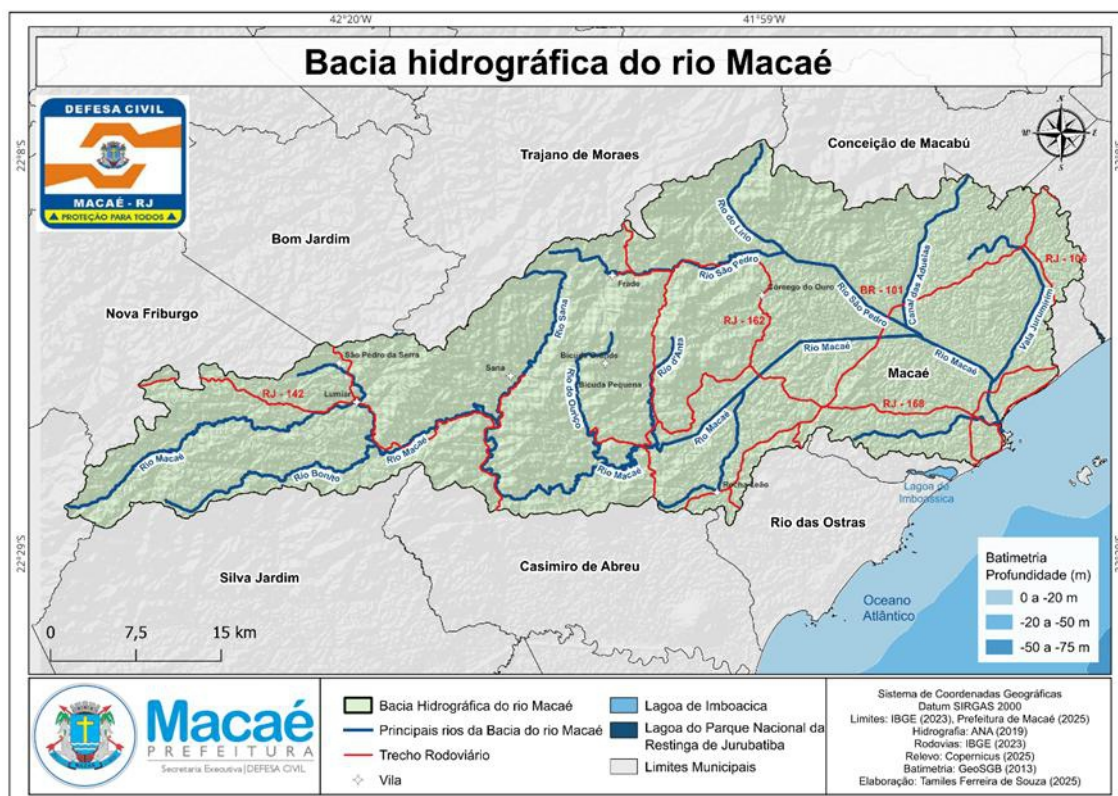 42°20'O
41°59'O
Bacia hidrográfica do rio Macaé
DEFESA CIVIL
MACAÉ - RJ
PROTEÇÃO PARA TODOS
22°8'S
Trajano de Moraes
Conceição de Macabú
Bom Jardim
Nova Friburgo
Rio do Lírio
Rio São Pedro
Frade
Córrego do Ouro
BR - 101
RJ - 106
Canal das Adueias
Rio São Pedro
Vala Jurumirim
RJ - 162
Rio Sana
Rio Macaé
Rio Macaé
São Pedro da Serra
Bicuda Grande
Rio d'Anta
Sana
Bicuda Pequena
Macaé
RJ - 142
Lumiar
Rio do Ouriço
RJ - 168
Rio Macaé
Rio Macaé
Rio Macaé
Rio Bonito
Rio Macaé
Rocha Leão
Lagoa de
Imboassica
Rio das Ostras
22°29'S
Silva Jardim
Casimiro de Abreu
Oceano
Atlântico
Batimetria
Profundidade (m)
0 a -20 m
-20 a -50 m
-50 a -75 m
0 7,5 15 km
Macaé
PREFEITURA
Secretaria Executiva | DEFESA CIVIL
Bacia Hidrográfica do rio Macaé
Principais rios da Bacia do rio Macaé
Trecho Rodoviário
Vila
Lagoa de Imboacica
Lagoa do Parque Nacional da
Restinga de Jurubatiba
Limites Municipais
Sistema de Coordenadas Geográficas
Datum SIRGAS 2000
Limites: IBGE (2023), Prefeitura de Macaé (2025)
Hidrografia: ANA (2019)
Rodovias: IBGE (2023)
Relevo: Copernicus (2025)
Batimetria: GeoSGB (2013)
Elaboração: Tamiles Ferreira de Souza (2025)